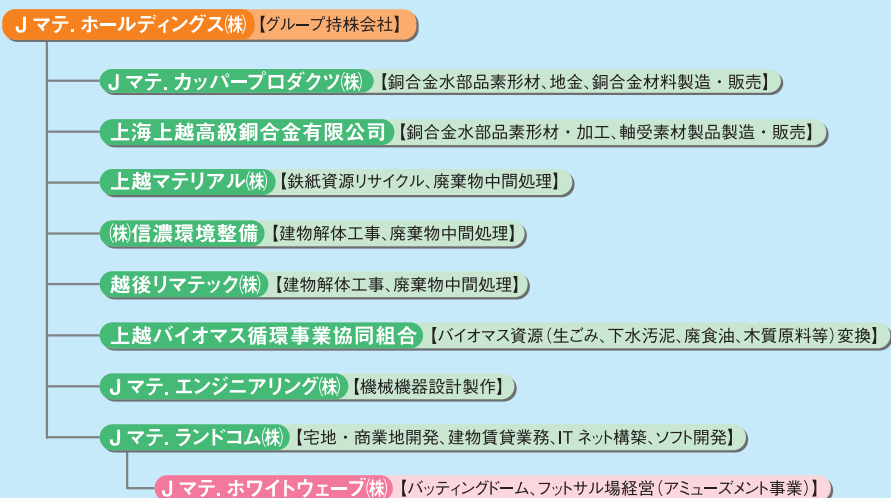 Jマテ.ホールディングス㈱【グループ持株会社】
Jマテ.カッパープロダクツ㈱【銅合金水部品素形材、地金、銅合金材料製造・販売】
上海上越高級銅合金有限公司【銅合金水部品素形材・加工、軸受素材製品製造・販売】
上越マテリアル㈱【鉄紙資源リサイクル、廃棄物中間処理】
㈱信濃環境整備【建物解体工事、廃棄物中間処理】
越後リマテック㈱【建物解体工事、廃棄物中間処理】
上越バイオマス循環事業協同組合【バイオマス資源(生ごみ、下水汚泥、廃食油、木質原料等)変換】
Jマテ.エンジニアリング㈱【機械機器設計製作】
Jマテ.ランドコム㈱【宅地・商業地開発、建物賃貸業務、ITネット構築、ソフト開発】
Jマテ.ホワイトウェーブ㈱【バッティングドーム、フットサル場経営(アミューズメント事業)】